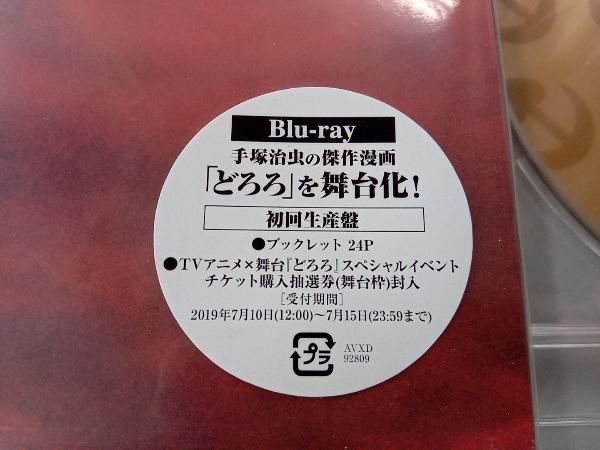 Blu-ray
手塚治虫の傑作漫画
「どろろ」を舞台化!
初回生産盤
●ブックレット 24P
●TVアニメ×舞台『どろろ』スペシャルイベント
チケット購入抽選券(舞台枠)封入
[受付期間]
2019年7月10日(12:00)〜7月15日(23:59まで)
プラ
AVXD
92809